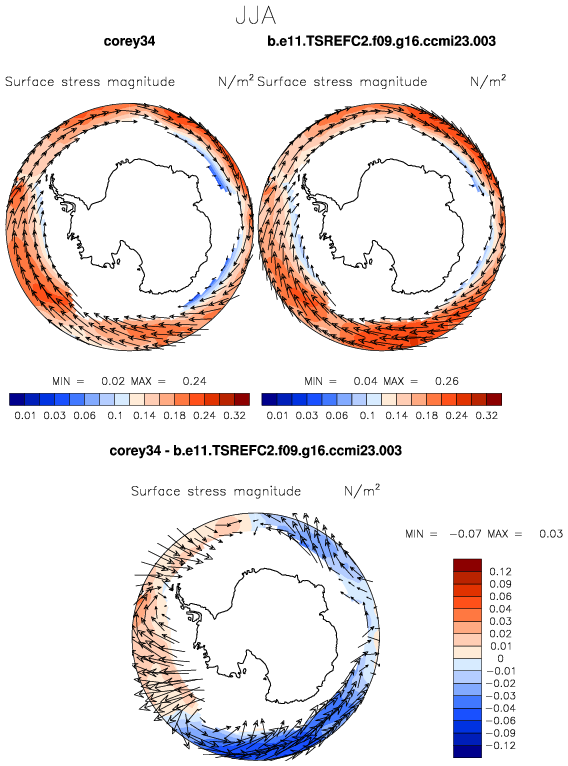 JJA
corey34 b.e11.TSREFC2.f09.g16.ccmi23.003
Surface stress magnitude N/m² Surface stress magnitude N/m²
MIN = 0.02 MAX = 0.24 MIN = 0.04 MAX = 0.26
0.01 0.03 0.06 0.1 0.14 0.18 0.24 0.32 0.01 0.03 0.06 0.1 0.14 0.18 0.24 0.32
corey34 - b.e11.TSREFC2.f09.g16.ccmi23.003
Surface stress magnitude N/m²
MIN = -0.07 MAX = 0.03
0.12
0.09
0.06
0.04
0.03
0.02
0.01
0
-0.01
-0.02
-0.03
-0.04
-0.06
-0.09
-0.12